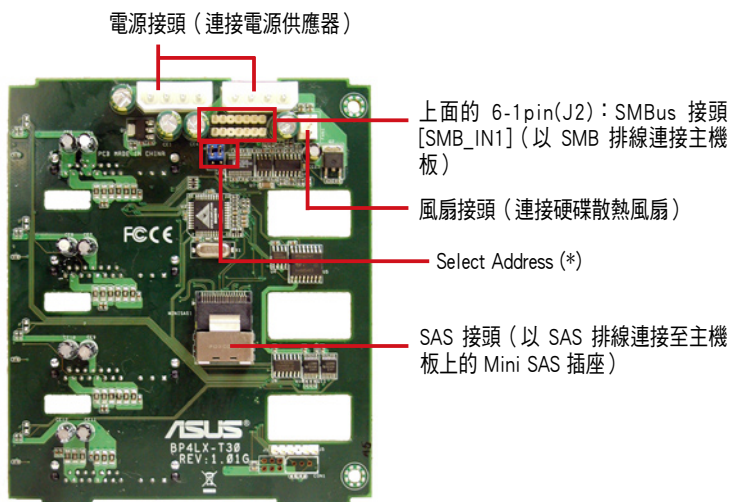 電源接頭（連接電源供應器）
上面的 6-1pin(J2)：SMBus 接頭
[SMB_IN1]（以 SMB 排線連接主機
板）
風扇接頭（連接硬碟散熱風扇）
Select Address (*)
SAS 接頭（以 SAS 排線連接至主機
板上的 Mini SAS 插座）
PCB MADE IN CHINA
FC CE
MINISAS1
ASUS®
BP4LX-T30
REV:1.01G